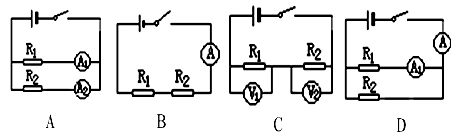 R₁ A₁
R₂ A₂
A
A
R₁ R₂
B
R₁ R₂
V₁ V₂
C
A
R₁ A₁
R₂
D